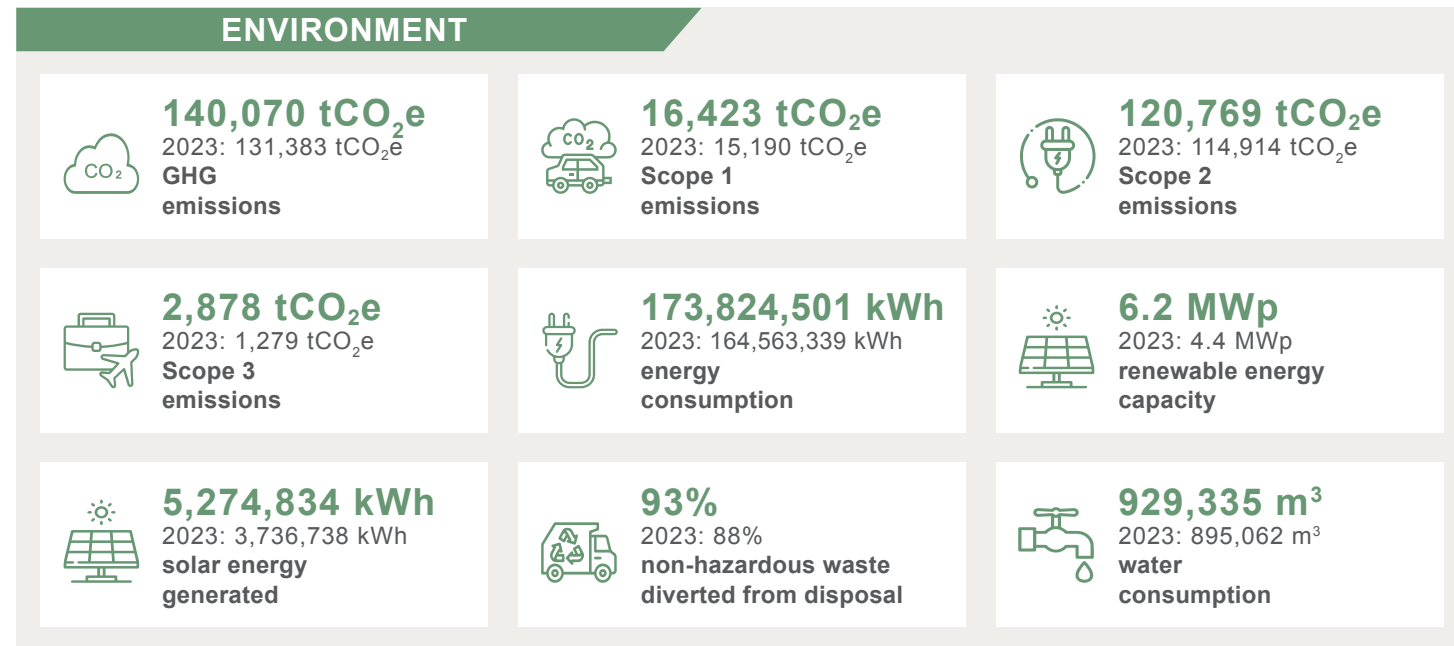 ENVIRONMENT
140,070 tCO₂e
2023: 131,383 tCO₂e
GHG
emissions
CO₂
16,423 tCO₂e
2023: 15,190 tCO₂e
Scope 1
emissions
CO₂
120,769 tCO₂e
2023: 114,914 tCO₂e
Scope 2
emissions
2,878 tCO₂e
2023: 1,279 tCO₂e
Scope 3
emissions
173,824,501 kWh
2023: 164,563,339 kWh
energy
consumption
6.2 MWp
2023: 4.4 MWp
renewable energy
capacity
5,274,834 kWh
2023: 3,736,738 kWh
solar energy
generated
93%
2023: 88%
non-hazardous waste
diverted from disposal
929,335 m³
2023: 895,062 m³
water
consumption